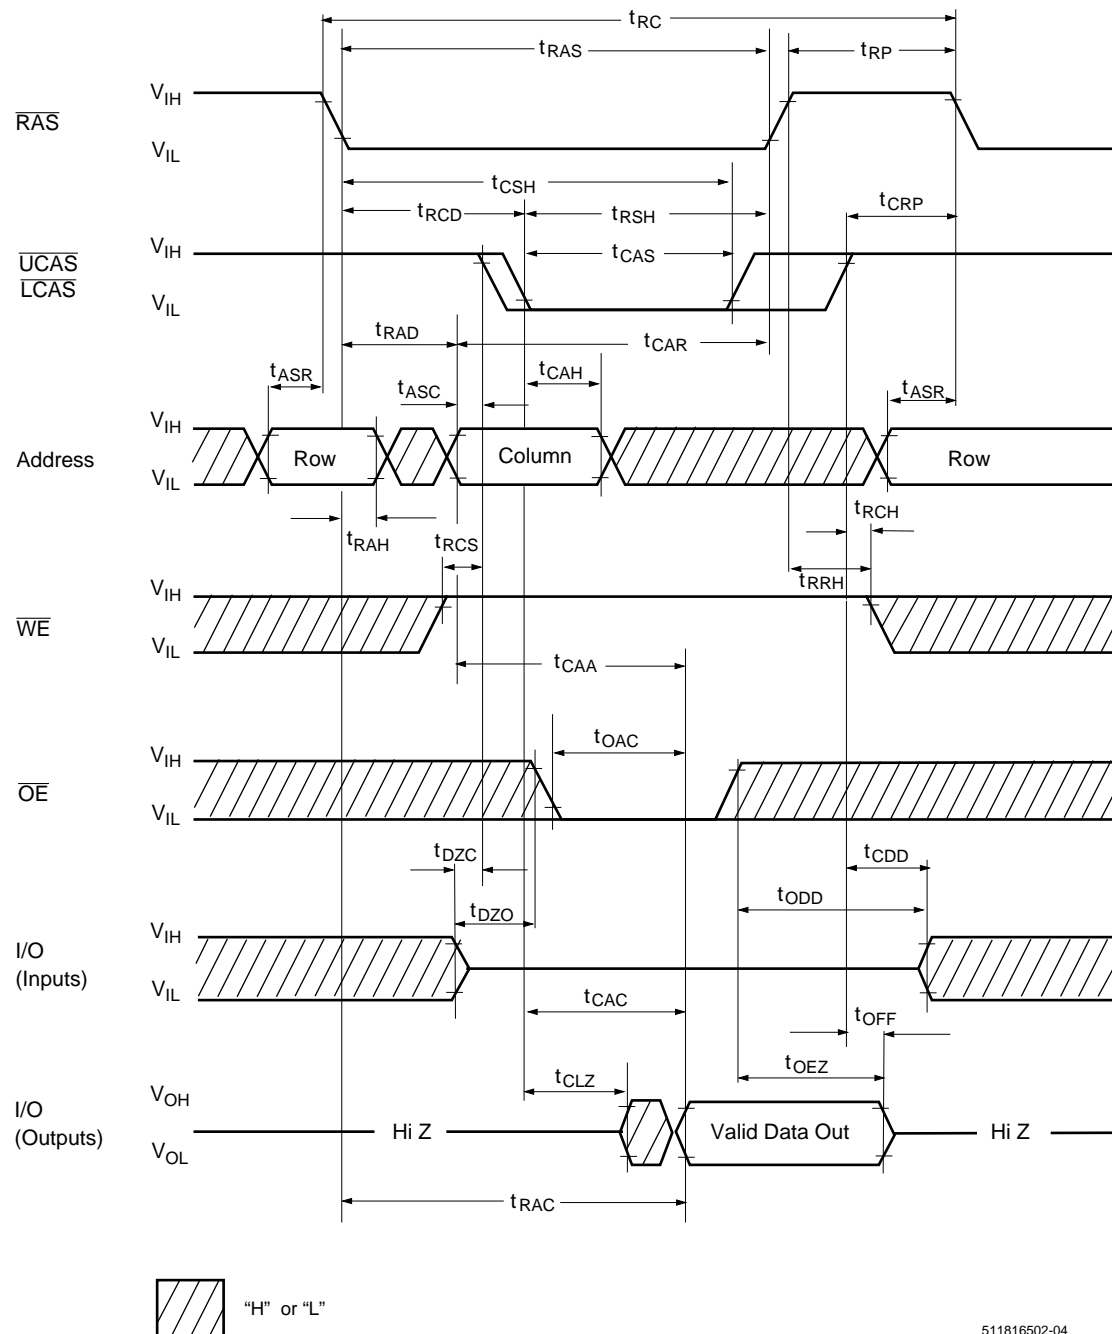 tRC
tRAS
tRP
RAS
VIH
VIL
tCSH
tRCD
tRSH
tCRP
UCAS
LCAS
VIH
VIL
tCAS
tRAD
tCAR
tASR
tASC
tCAH
tASR
Address
VIH
VIL
Row
Column
Row
tRAH
tRCS
tRCH
tRRH
WE
VIH
VIL
tCAA
tOAC
OE
VIH
VIL
tDZC
tCDD
tDZO
tODD
I/O
(Inputs)
VIH
VIL
tCAC
tOFF
tCLZ
tOEZ
I/O
(Outputs)
VOH
VOL
Hi Z
Valid Data Out
Hi Z
tRAC
“H” or “L”
511816502-04